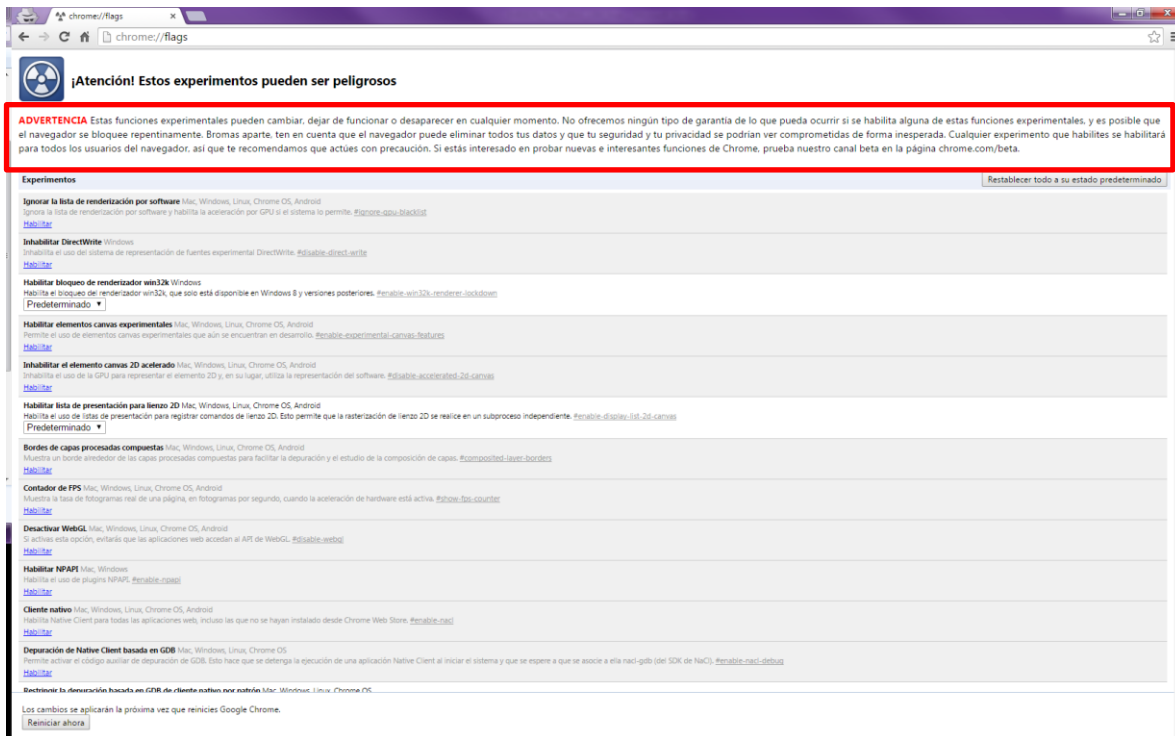 chrome://flags
chrome://flags
¡Atención! Estos experimentos pueden ser peligrosos
ADVERTENCIA Estas funciones experimentales pueden cambiar, dejar de funcionar o desaparecer en cualquier momento. No ofrecemos ningún tipo de garantía de lo que pueda ocurrir si se habilita alguna de estas funciones experimentales, y es posible que
el navegador se bloquee repentinamente. Bromas aparte, ten en cuenta que el navegador puede eliminar todos tus datos y que tu seguridad y tu privacidad se podrían ver comprometidas de forma inesperada. Cualquier experimento que habilites se habilitará
para todos los usuarios del navegador, así que te recomendamos que actúes con precaución. Si estás interesado en probar nuevas e interesantes funciones de Chrome, prueba nuestro canal beta en la página chrome.com/beta.
Experimentos
Restablecer todo a su estado predeterminado
Ignorar la lista de renderización por software Mac, Windows, Linux, Chrome OS, Android
Ignora la lista de renderización por software y habilita la aceleración por GPU si el sistema lo permite. #ignore-gpu-blacklist
Habilitar
Inhabilitar DirectWrite Windows
Inhabilita el uso del sistema de representación de fuentes experimental DirectWrite. #disable-direct-write
Habilitar
Habilitar bloqueo de renderizador win32k Windows
Habilita el bloqueo del renderizador win32k, que solo está disponible en Windows 8 y versiones posteriores. #enable-win32k-renderer-lockdown
Predeterminado
Habilitar elementos canvas experimentales Mac, Windows, Linux, Chrome OS, Android
Permite el uso de elementos canvas experimentales que aún se encuentran en desarrollo. #enable-experimental-canvas-features
Habilitar
Inhabilitar el elemento canvas 2D acelerado Mac, Windows, Linux, Chrome OS, Android
Inhabilita el uso de la GPU para representar el elemento 2D y, en su lugar, utiliza la representación del software. #disable-accelerated-2d-canvas
Habilitar
Habilitar lista de presentación para lienzo 2D Mac, Windows, Linux, Chrome OS, Android
Habilita el uso de listas de presentación para registrar comandos de lienzo 2D. Esto permite que la rasterización de lienzo 2D se realice en un subproceso independiente. #enable-display-list-2d-canvas
Predeterminado
Bordes de capas procesadas compuestas Mac, Windows, Linux, Chrome OS, Android
Muestra un borde alrededor de las capas procesadas compuestas para facilitar la depuración y el estudio de la composición de capas. #composited-layer-borders
Habilitar
Contador de FPS Mac, Windows, Linux, Chrome OS, Android
Muestra la tasa de fotogramas real de una página, en fotogramas por segundo, cuando la aceleración de hardware está activa. #show-fps-counter
Habilitar
Desactivar WebGL Mac, Windows, Linux, Chrome OS, Android
Si activas esta opción, evitarás que las aplicaciones web accedan al API de WebGL. #disable-webgl
Habilitar
Habilitar NPAPI Mac, Windows
Habilita el uso de plugins NPAPI. #enable-npapi
Habilitar
Cliente nativo Mac, Windows, Linux, Chrome OS, Android
Habilita Native Client para todas las aplicaciones web, incluso las que no se hayan instalado desde Chrome Web Store. #enable-nacl
Habilitar
Depuración de Native Client basada en GDB Mac, Windows, Linux, Chrome OS
Permite activar el código auxiliar de depuración de GDB. Esto hace que se detenga la ejecución de una aplicación Native Client al iniciar el sistema y que se espere a que se asocie a ella nacl-gdb (del SDK de NaCl). #enable-nacl-debug
Habilitar
Restringir la depuración basada en GDB de cliente nativo por patrón Mac, Windows, Linux, Chrome OS
Los cambios se aplicarán la próxima vez que reinicies Google Chrome.
Reiniciar ahora